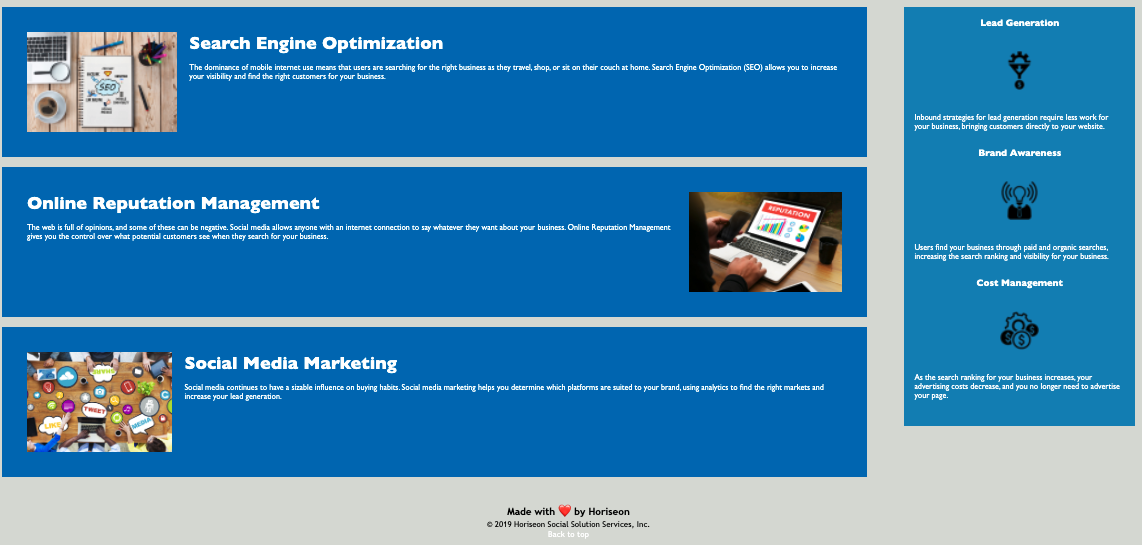 Search Engine Optimization
The dominance of mobile internet use means that users are searching for the right business as they travel, shop, or sit on their couch at home. Search Engine Optimization (SEO) allows you to increase
your visibility and find the right customers for your business.
SEO
Online Reputation Management
The web is full of opinions, and some of these can be negative. Social media allows anyone with an internet connection to say whatever they want about your business. Online Reputation Management
gives you the control over what potential customers see when they search for your business.
REPUTATION
Social Media Marketing
Social media continues to have a sizable influence on buying habits. Social media marketing helps you determine which platforms are suited to your brand, using analytics to find the right markets and
increase your lead generation.
SHARE
TWEET
LIKE
MEDIA
Lead Generation
Inbound strategies for lead generation require less work for
your business, bringing customers directly to your website.
Brand Awareness
Users find your business through paid and organic searches,
increasing the search ranking and visibility for your business.
Cost Management
As the search ranking for your business increases, your
advertising costs decrease, and you no longer need to advertise
your page.
Made with ❤️ by Horiseon
© 2019 Horiseon Social Solution Services, Inc.
Back to top